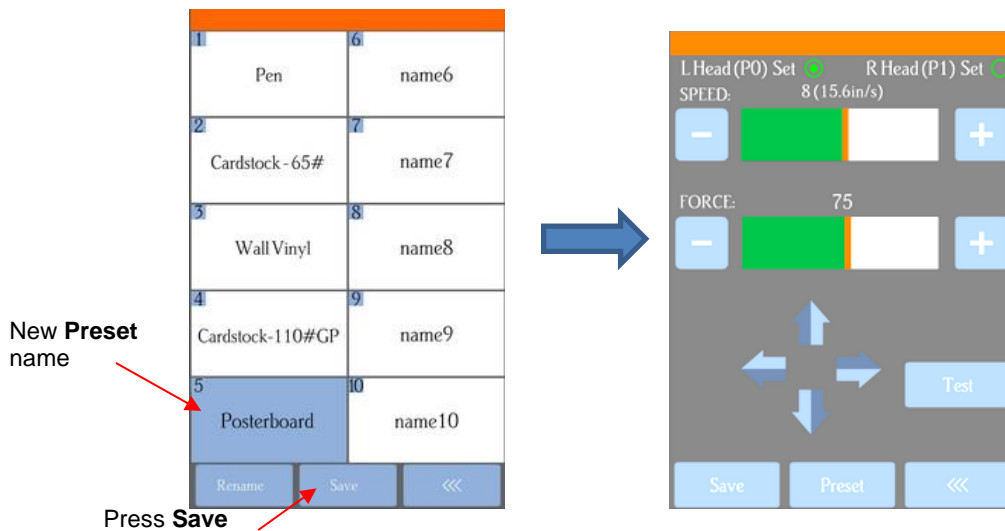 1
Pen
6
name6
2
Cardstock-65#
7
name7
3
Wall Vinyl
8
name8
4
Cardstock-110#GP
9
name9
5
Posterboard
10
name10
Rename
Save
<<<
New Preset
name
Press Save
L Head(P0) Set
R Head(P1) Set
SPEED:
8(15.6in/s)
−
+
FORCE:
75
−
+
Test
Save
Preset
<<<